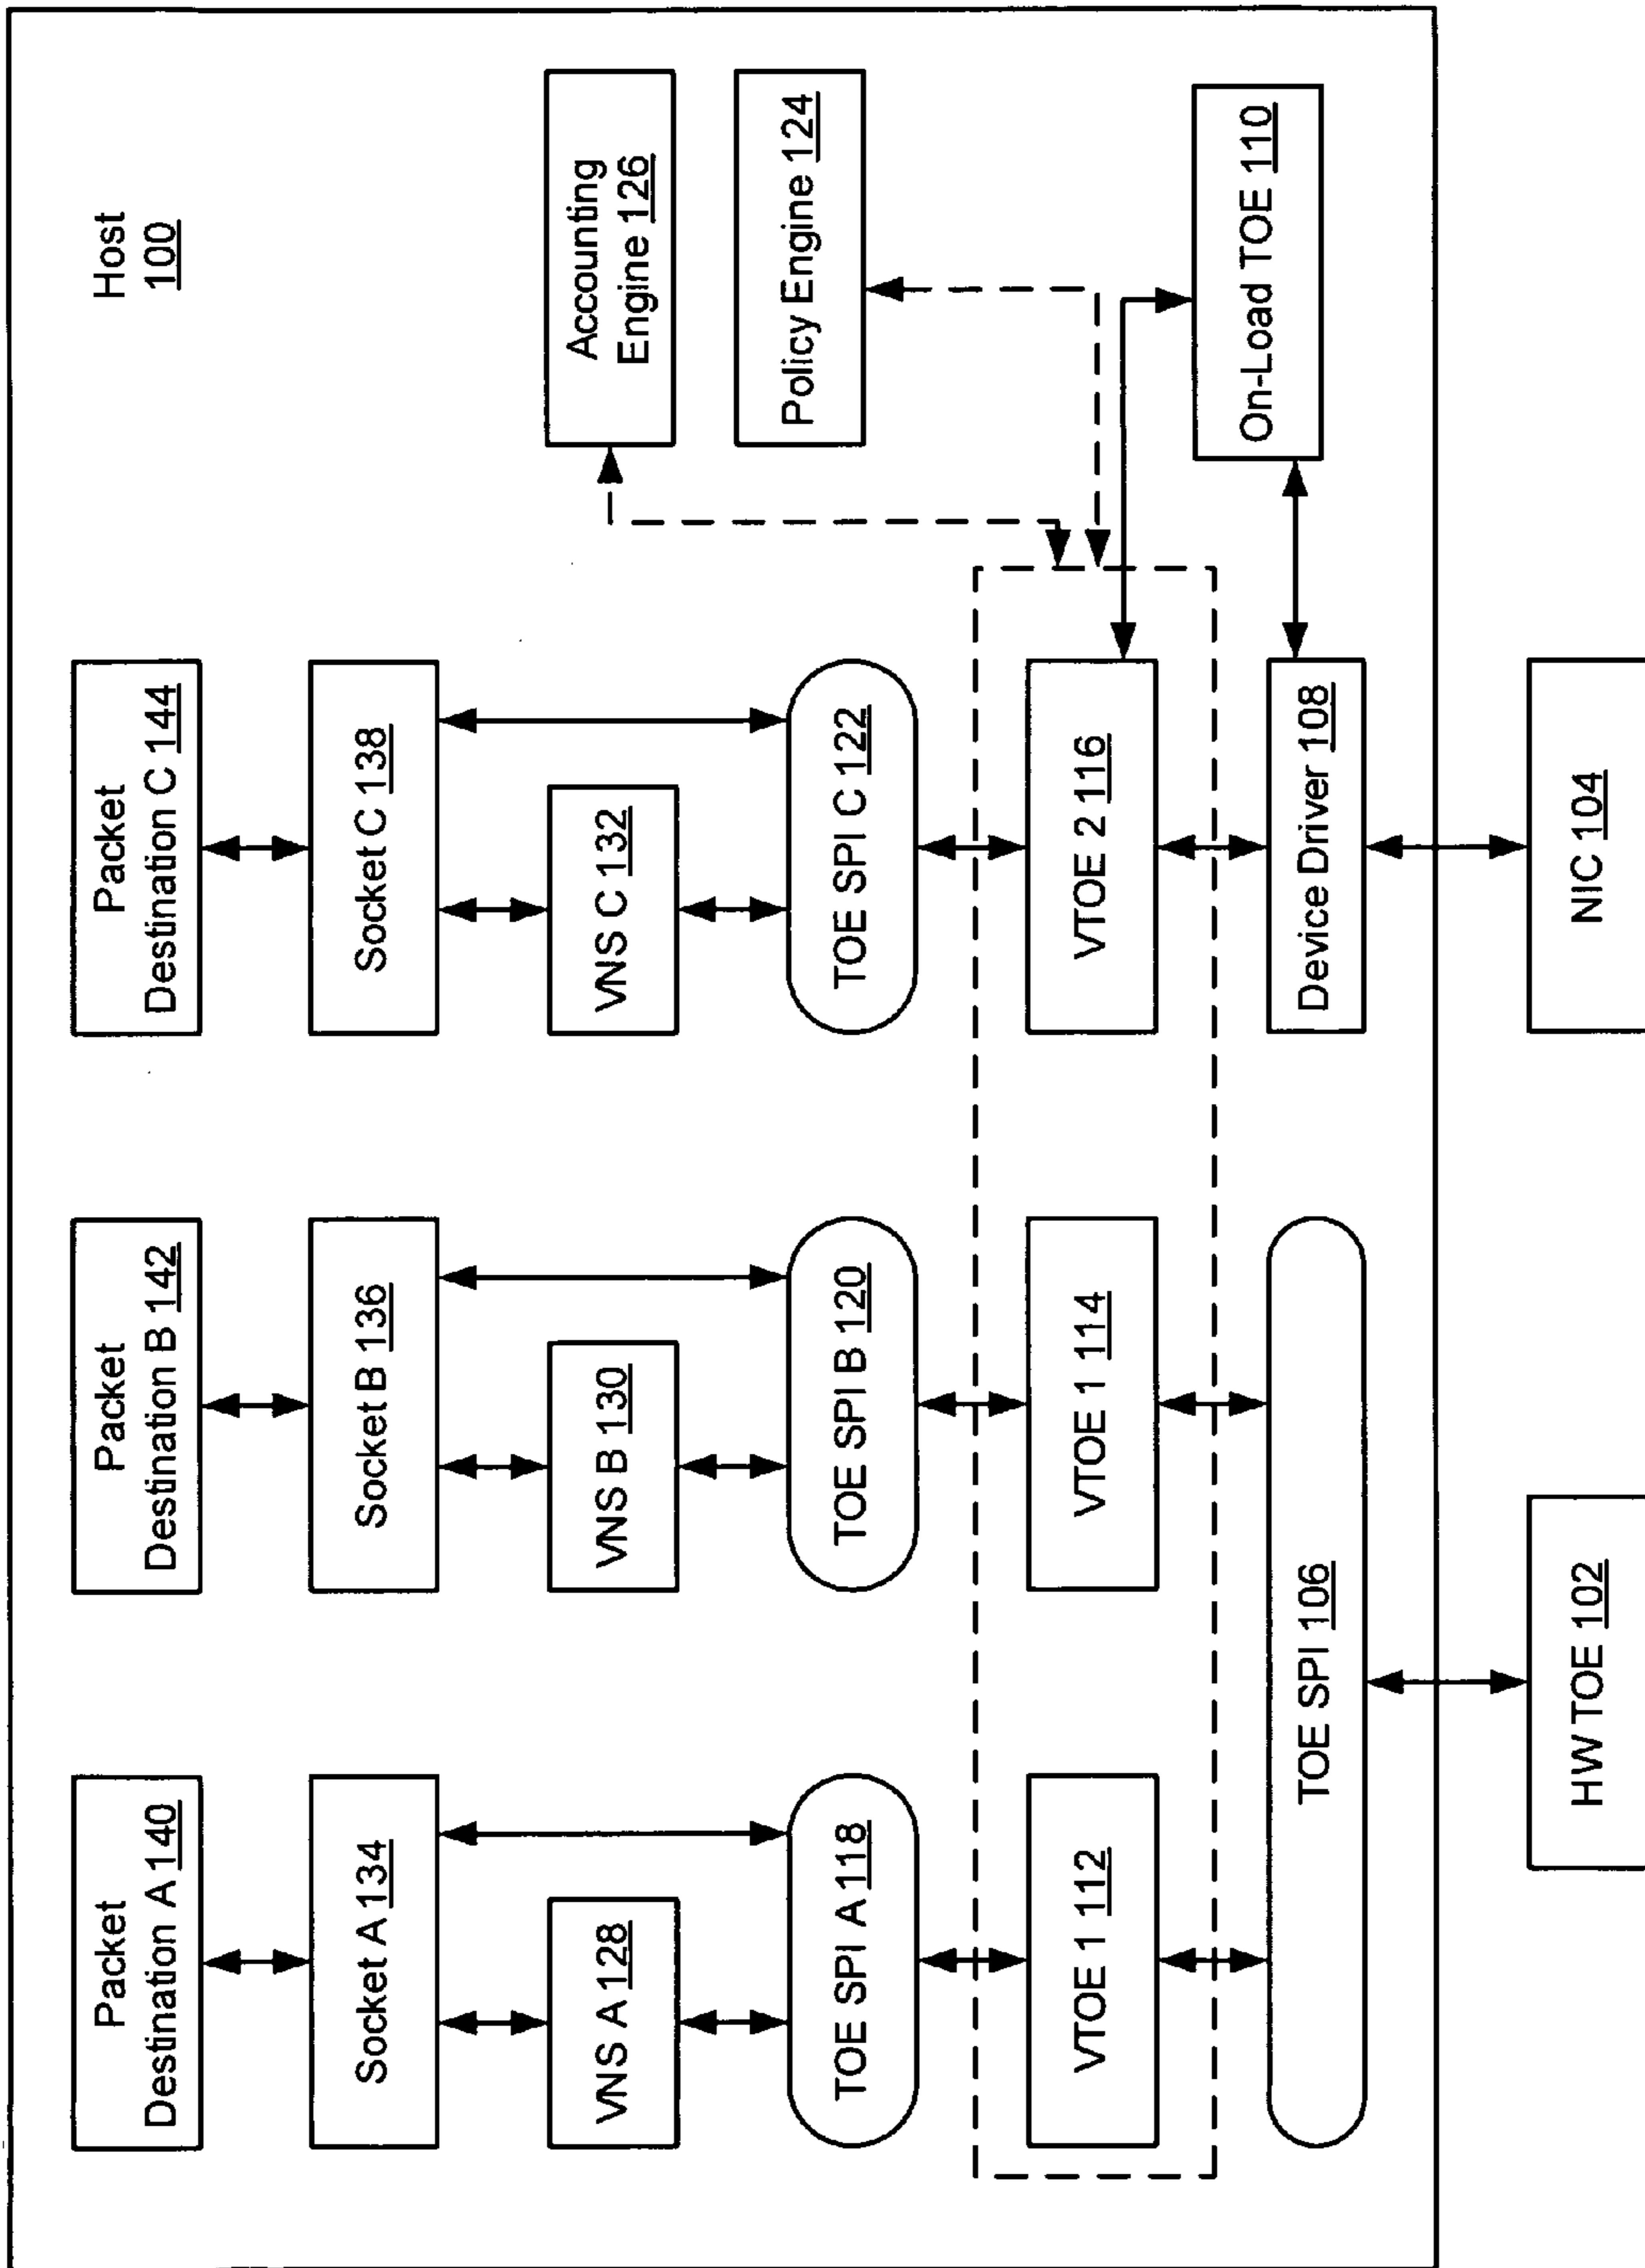 Host
100
Packet
Destination A 140
Packet
Destination B 142
Packet
Destination C 144
Socket A 134
Socket B 136
Socket C 138
Accounting
Engine 126
VNS A 128
VNS B 130
VNS C 132
Policy Engine 124
TOE SPI A 118
TOE SPI B 120
TOE SPI C 122
VTOE 1 112
VTOE 1 114
VTOE 2 116
On-Load TOE 110
TOE SPI 106
Device Driver 108
HW TOE 102
NIC 104